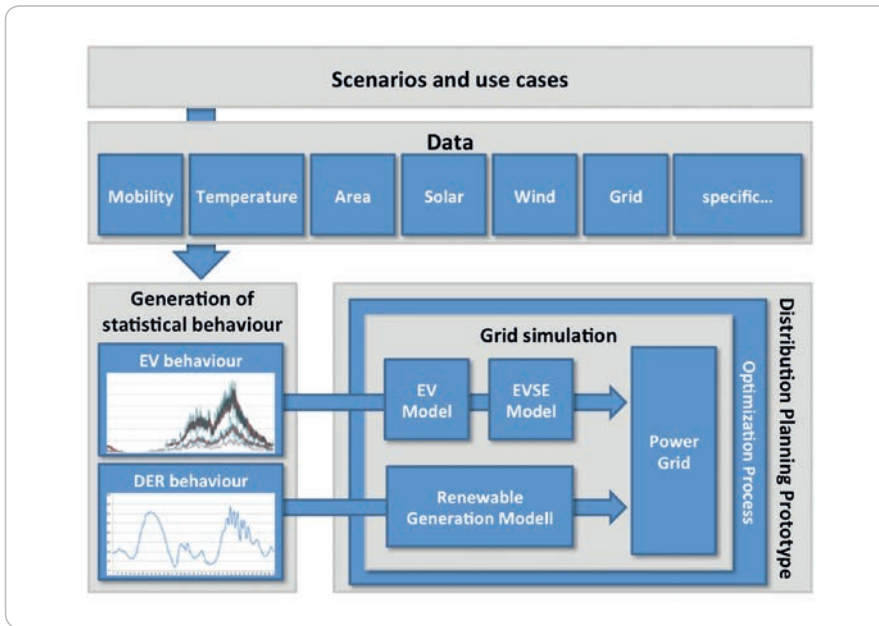 Scenarios and use cases
Data
Mobility
Temperature
Area
Solar
Wind
Grid
specific...
Generation of
statistical behaviour
EV behaviour
DER behaviour
Grid simulation
EV
Model
EVSE
Model
Renewable
Generation Modell
Power
Grid
Optimization Process
Distribution Planning Prototype